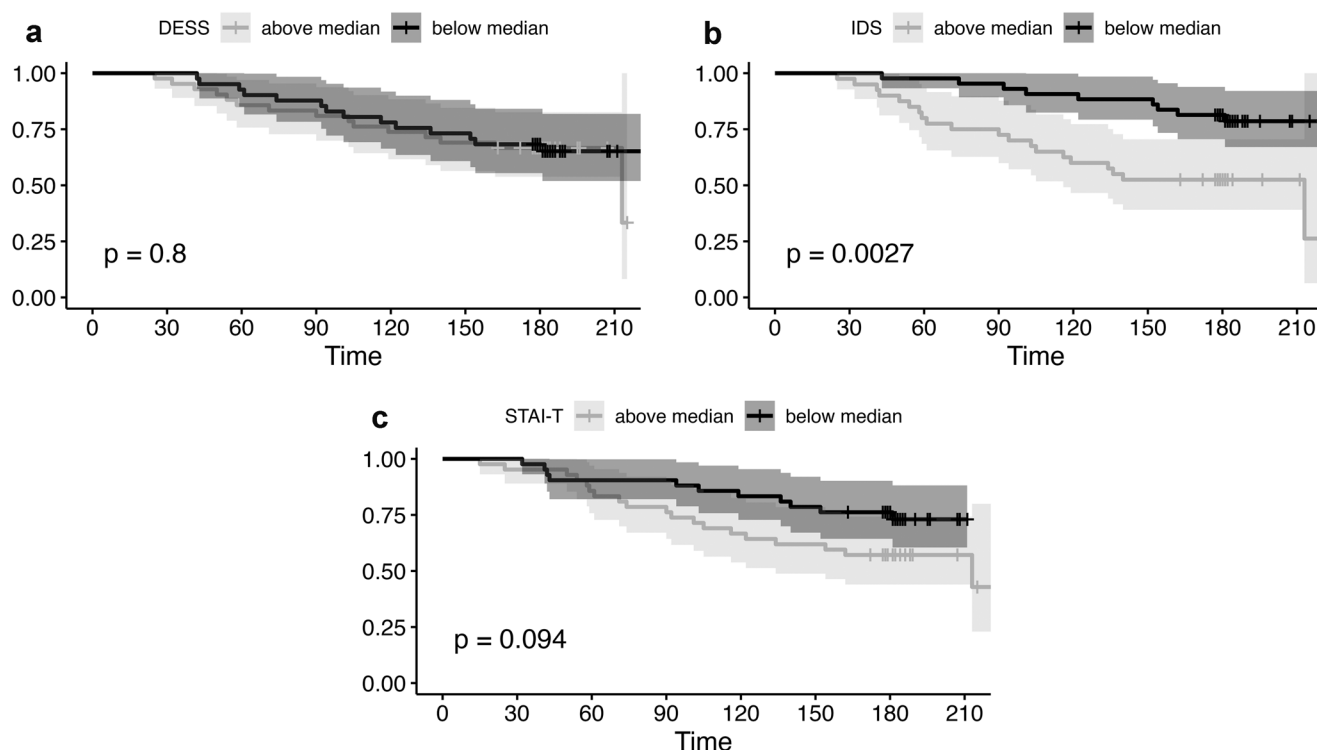 a DESS above median below median
1.00
0.75
0.50
0.25
0.00
p = 0.8
0 30 60 90 120 150 180 210
Time
b IDS above median below median
1.00
0.75
0.50
0.25
0.00
p = 0.0027
0 30 60 90 120 150 180 210
Time
c STAI-T above median below median
1.00
0.75
0.50
0.25
0.00
p = 0.094
0 30 60 90 120 150 180 210
Time